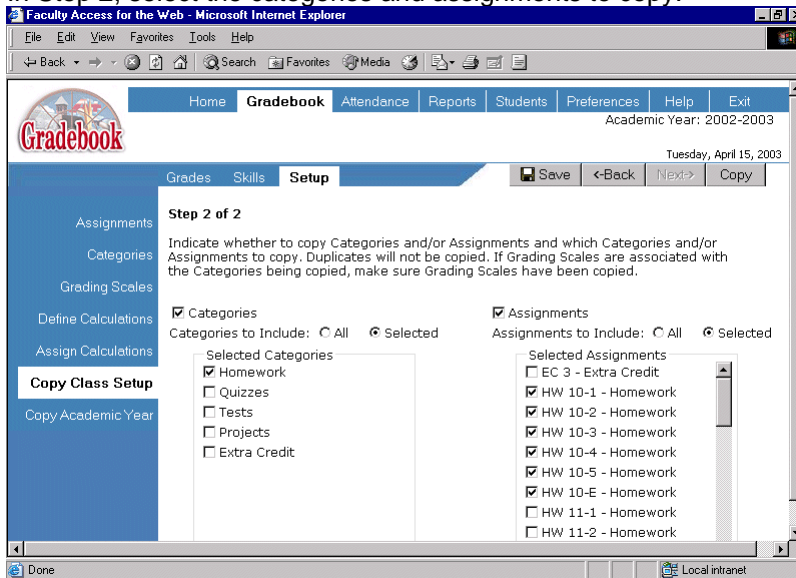 In Step 2, select the categories and assignments to copy.
Faculty Access for the Web - Microsoft Internet Explorer
File Edit View Favorites Tools Help
Back Search Favorites Media
Home Gradebook Attendance Reports Students Preferences Help Exit
Gradebook
Academic Year: 2002-2003
Tuesday, April 15, 2003
Grades Skills Setup Save <-Back Next-> Copy
Assignments
Categories
Grading Scales
Define Calculations
Assign Calculations
Copy Class Setup
Copy Academic Year
Step 2 of 2
Indicate whether to copy Categories and/or Assignments and which Categories and/or
Assignments to copy. Duplicates will not be copied. If Grading Scales are associated with
the Categories being copied, make sure Grading Scales have been copied.
Categories
Categories to Include: All Selected
Selected Categories
Homework
Quizzes
Tests
Projects
Extra Credit
Assignments
Assignments to Include: All Selected
Selected Assignments
EC 3 - Extra Credit
HW 10-1 - Homework
HW 10-2 - Homework
HW 10-3 - Homework
HW 10-4 - Homework
HW 10-5 - Homework
HW 10-E - Homework
HW 11-1 - Homework
HW 11-2 - Homework
Done Local intranet